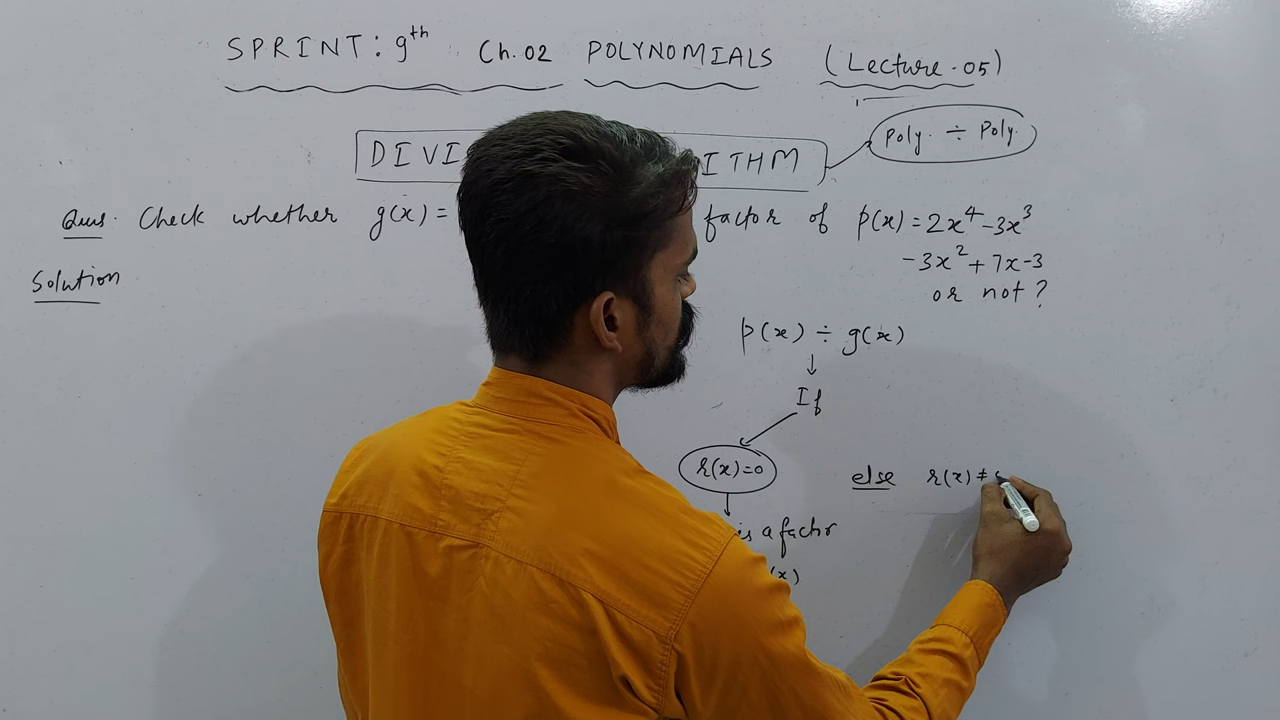 SPRINT: 9th Ch.02 POLYNOMIALS (Lecture-05)
Poly. ÷ Poly.
DIVI ITHM
Ques. Check whether g(x) = factor of p(x) = 2x⁴ - 3x³
- 3x² + 7x - 3
or not?
Solution
p(x) ÷ g(x)
If
r(x)=0 else r(x) ≠
is a factor
(x)